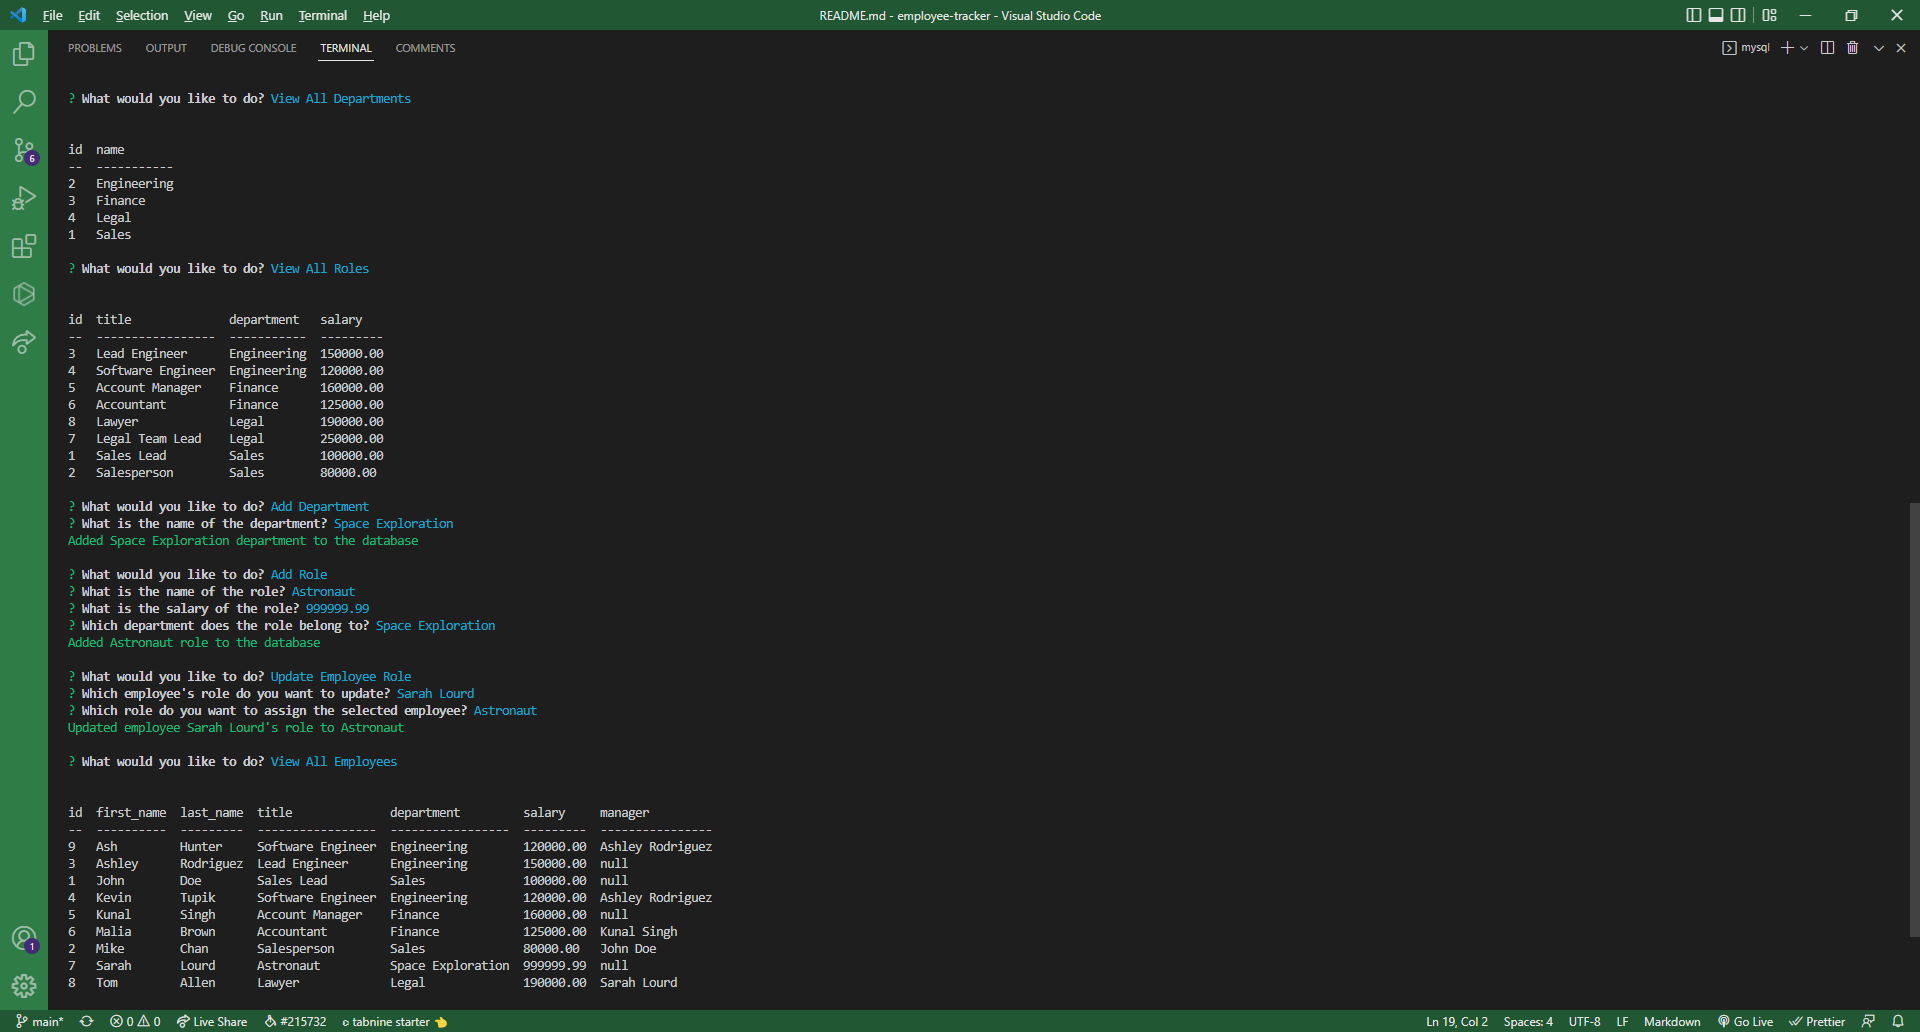 File Edit Selection View Go Run Terminal Help README.md - employee-tracker - Visual Studio Code
PROBLEMS OUTPUT DEBUG CONSOLE TERMINAL COMMENTS mysql
? What would you like to do? View All Departments
id name
-- -----------
2 Engineering
3 Finance
4 Legal
1 Sales
? What would you like to do? View All Roles
id title department salary
-- ----------------- ----------- ---------
3 Lead Engineer Engineering 150000.00
4 Software Engineer Engineering 120000.00
5 Account Manager Finance 160000.00
6 Accountant Finance 125000.00
8 Lawyer Legal 190000.00
7 Legal Team Lead Legal 250000.00
1 Sales Lead Sales 100000.00
2 Salesperson Sales 80000.00
? What would you like to do? Add Department
? What is the name of the department? Space Exploration
Added Space Exploration department to the database
? What would you like to do? Add Role
? What is the name of the role? Astronaut
? What is the salary of the role? 999999.99
? Which department does the role belong to? Space Exploration
Added Astronaut role to the database
? What would you like to do? Update Employee Role
? Which employee's role do you want to update? Sarah Lourd
? Which role do you want to assign the selected employee? Astronaut
Updated employee Sarah Lourd's role to Astronaut
? What would you like to do? View All Employees
id first_name last_name title department salary manager
-- ---------- --------- ----------------- ----------------- --------- ----------------
9 Ash Hunter Software Engineer Engineering 120000.00 Ashley Rodriguez
3 Ashley Rodriguez Lead Engineer Engineering 150000.00 null
1 John Doe Sales Lead Sales 100000.00 null
4 Kevin Tupik Software Engineer Engineering 120000.00 Ashley Rodriguez
5 Kunal Singh Account Manager Finance 160000.00 null
6 Malia Brown Accountant Finance 125000.00 Kunal Singh
2 Mike Chan Salesperson Sales 80000.00 John Doe
7 Sarah Lourd Astronaut Space Exploration 999999.99 null
8 Tom Allen Lawyer Legal 190000.00 Sarah Lourd
6
1
main* 0 0 Live Share #215732 tabnine starter 👈 Ln 19, Col 2 Spaces: 4 UTF-8 LF Markdown Go Live Prettier